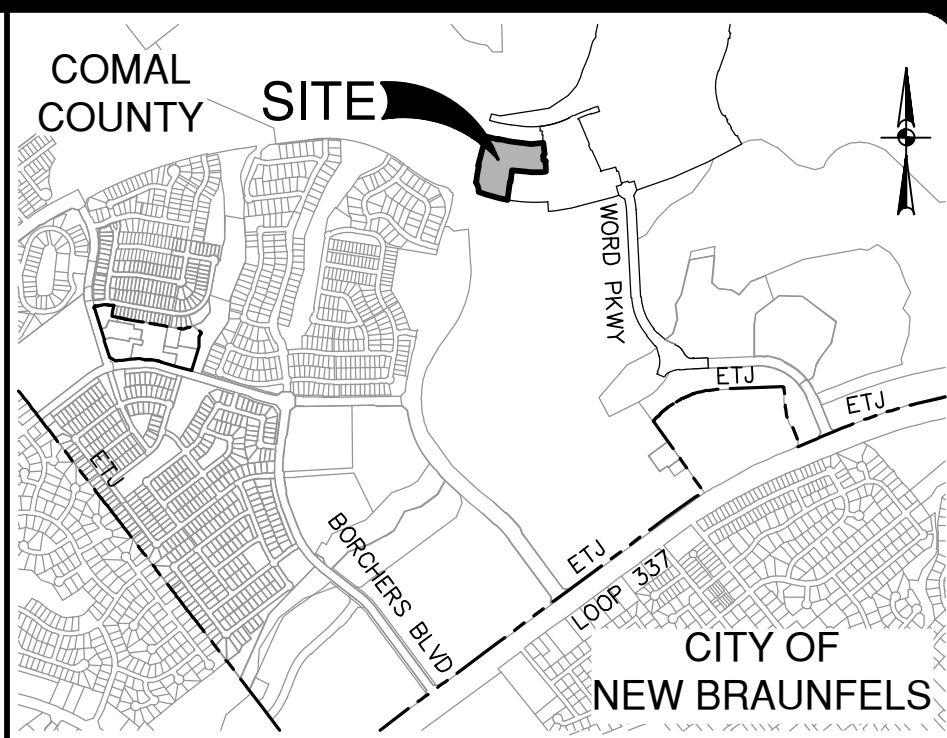 COMAL
COUNTY
SITE
WORD PKWY
ETJ
ETJ
ETJ
BORCHERS BLVD
ETJ
LOOP 337
CITY OF
NEW BRAUNFELS